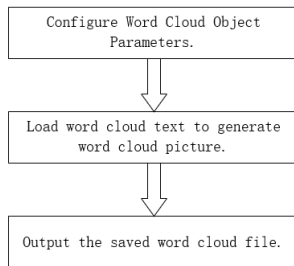 Configure Word Cloud Object
Parameters.
Load word cloud text to generate
word cloud picture.
Output the saved word cloud file.